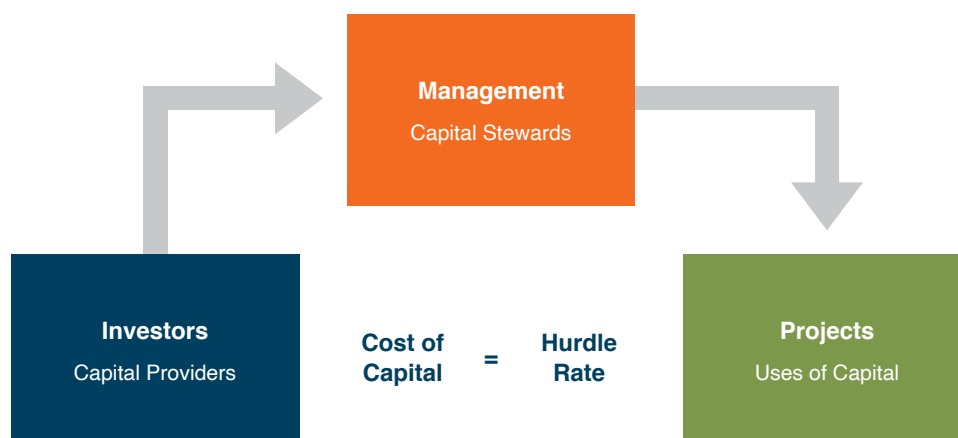 Management
Capital Stewards
Investors
Capital Providers
Cost of
Capital
=
Hurdle
Rate
Projects
Uses of Capital